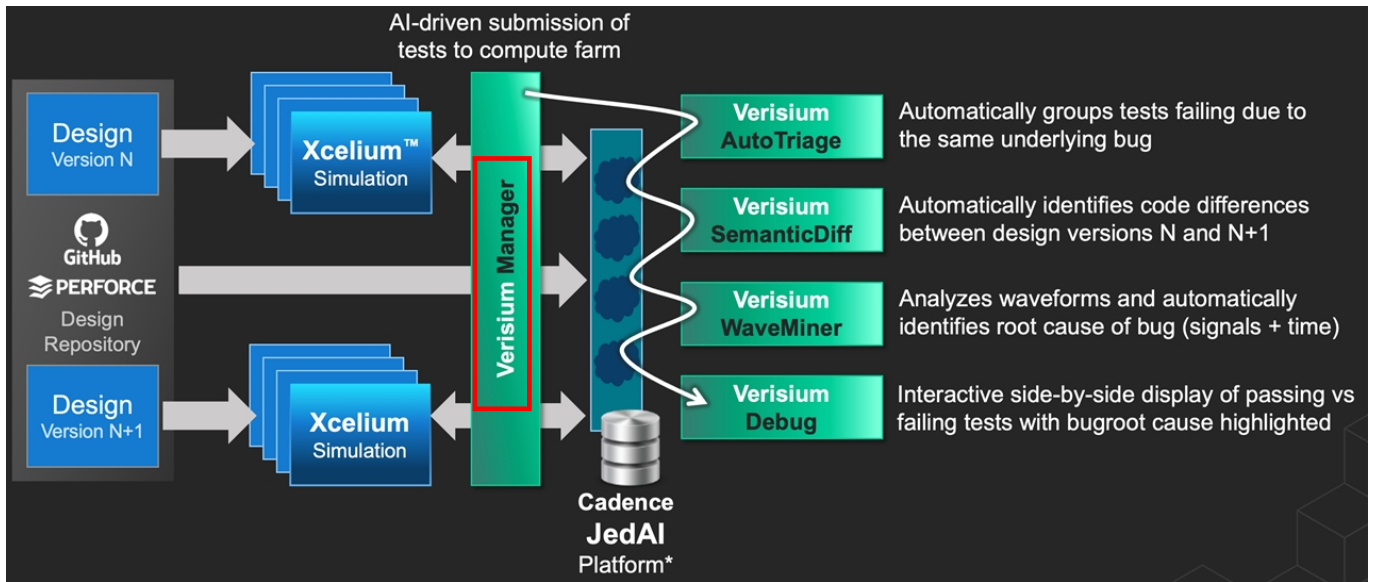 AI-driven submission of
tests to compute farm
Design
Version N
GitHub
PERFORCE
Design
Repository
Design
Version N+1
Xcelium™
Simulation
Xcelium
Simulation
Verisium Manager
Cadence
JedAI
Platform*
Verisium
AutoTriage
Automatically groups tests failing due to
the same underlying bug
Verisium
SemanticDiff
Automatically identifies code differences
between design versions N and N+1
Verisium
WaveMiner
Analyzes waveforms and automatically
identifies root cause of bug (signals + time)
Verisium
Debug
Interactive side-by-side display of passing vs
failing tests with bugroot cause highlighted